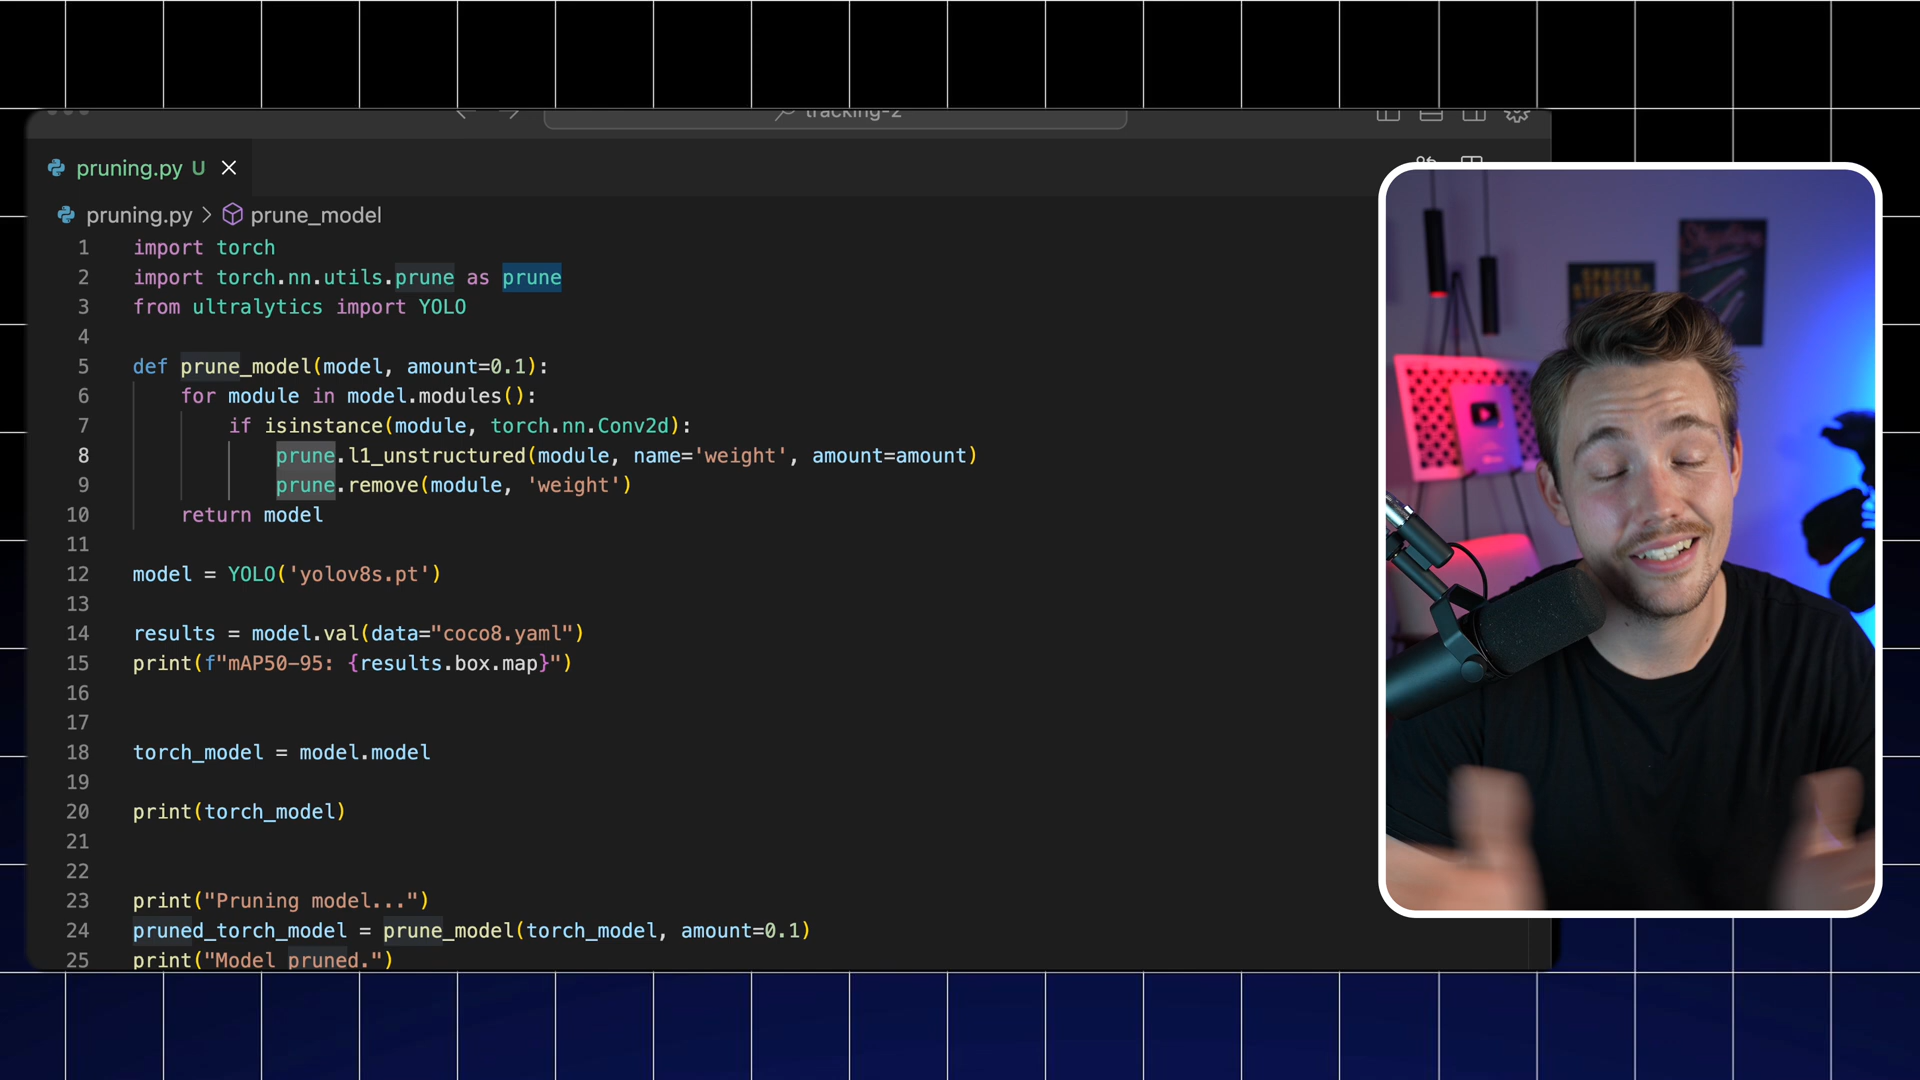 tracking-2
pruning.py U
pruning.py > prune_model
1 import torch
2 import torch.nn.utils.prune as prune
3 from ultralytics import YOLO
4
5 def prune_model(model, amount=0.1):
6 for module in model.modules():
7 if isinstance(module, torch.nn.Conv2d):
8 prune.l1_unstructured(module, name='weight', amount=amount)
9 prune.remove(module, 'weight')
10 return model
11
12 model = YOLO('yolov8s.pt')
13
14 results = model.val(data="coco8.yaml")
15 print(f"mAP50-95: {results.box.map}")
16
17
18 torch_model = model.model
19
20 print(torch_model)
21
22
23 print("Pruning model...")
24 pruned_torch_model = prune_model(torch_model, amount=0.1)
25 print("Model pruned.")